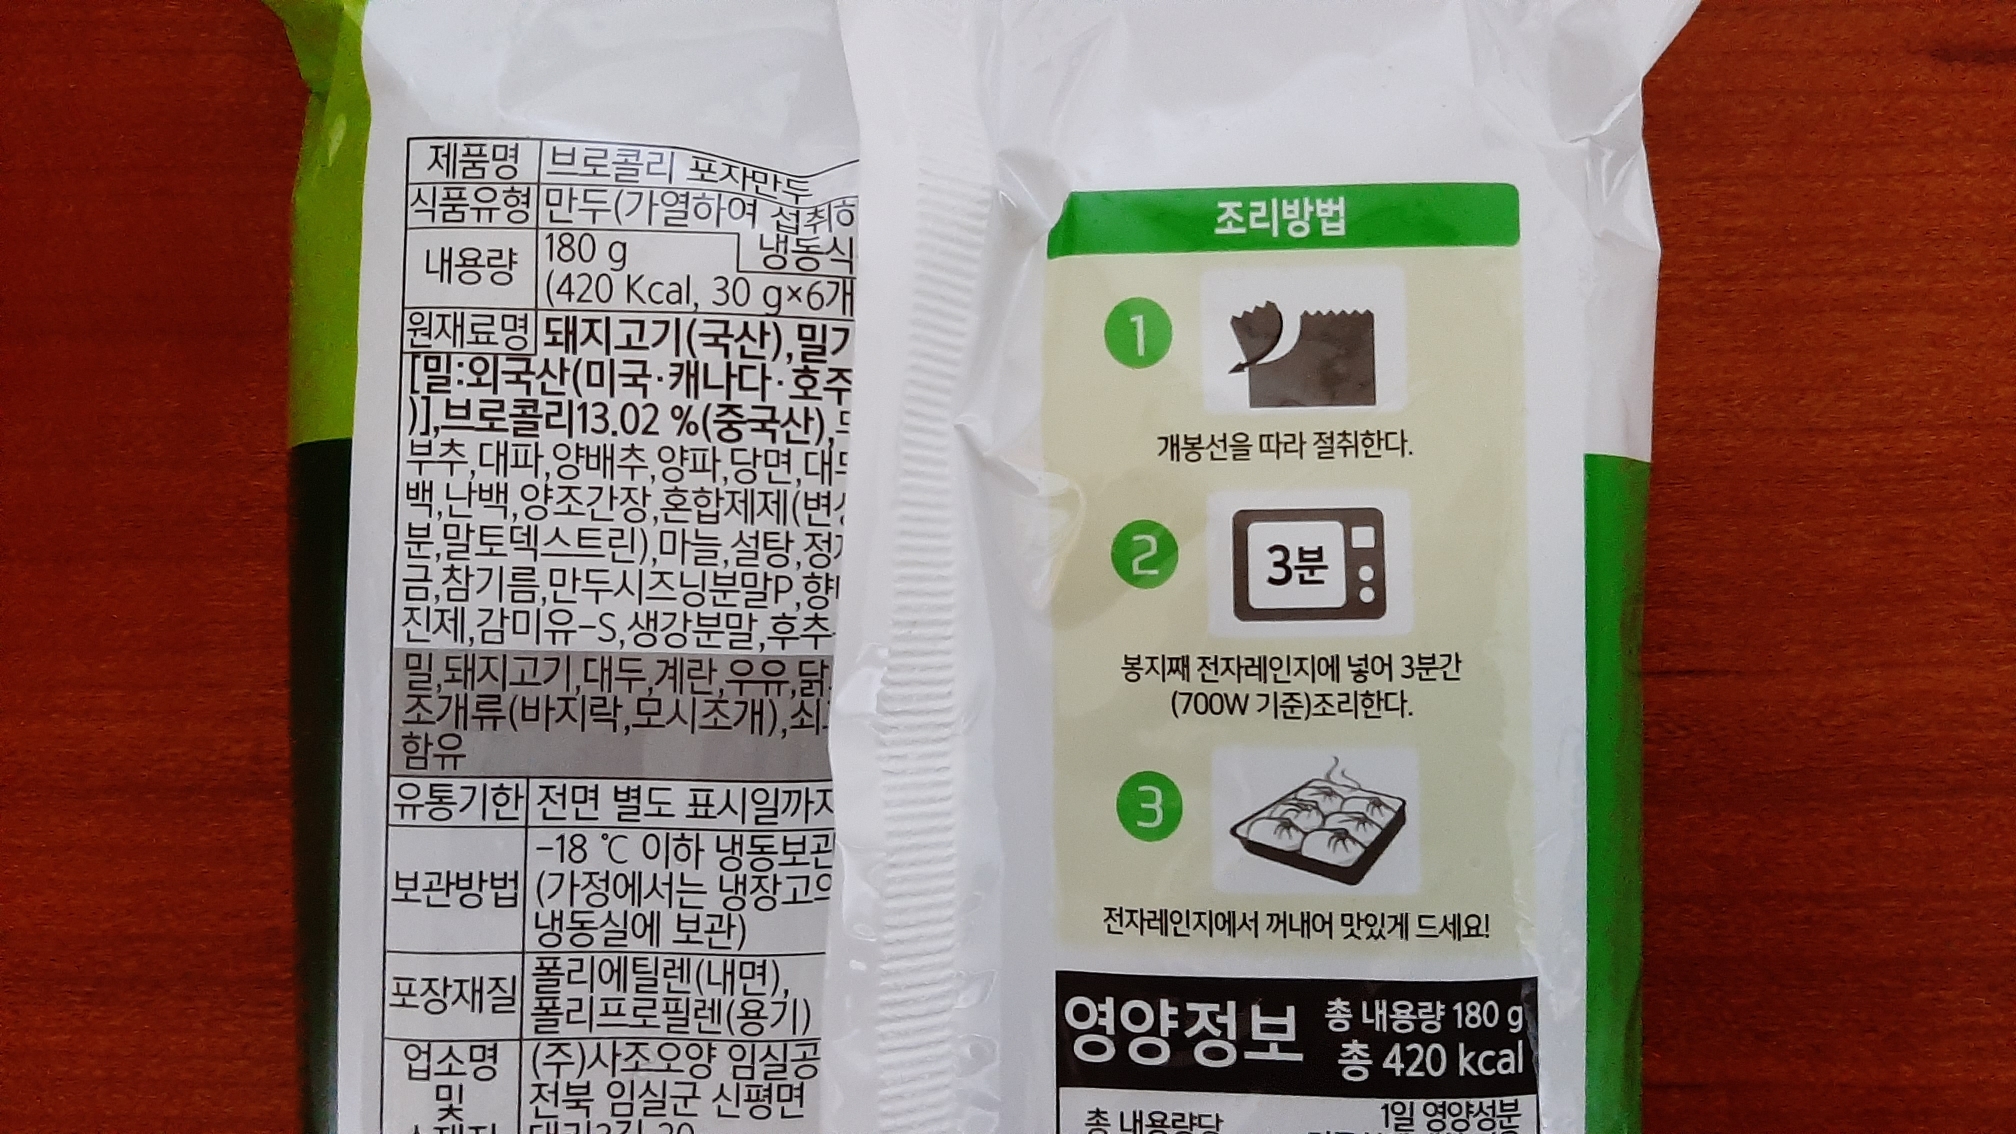 제품명 브로콜리 포자만두
식품유형 만두(가열하여 섭취하
내용량 180 g 냉동식
(420 Kcal, 30 g×6개
원재료명 돼지고기(국산),밀가
[밀:외국산(미국·캐나다·호주
)],브로콜리13.02 %(중국산),
부추,대파,양배추,양파,당면,대두
백,난백,양조간장,혼합제제(변성
분,말토덱스트린),마늘,설탕,정제
금,참기름,만두시즈닝분말P,향미
진제,감미유-S,생강분말,후추
밀,돼지고기,대두,계란,우유,닭
조개류(바지락,모시조개),쇠
함유
유통기한 전면 별도 표시일까지
보관방법 -18 ℃ 이하 냉동보관
(가정에서는 냉장고의
냉동실에 보관)
포장재질 폴리에틸렌(내면),
폴리프로필렌(용기)
업소명 (주)사조오양 임실공
및 전북 임실군 신평면
조리방법
1
개봉선을 따라 절취한다.
2
3분
봉지째 전자레인지에 넣어 3분간
(700W 기준)조리한다.
3
전자레인지에서 꺼내어 맛있게 드세요!
영양정보 총 내용량 180 g
총 420 kcal
총 내용량당 1일 영양성분